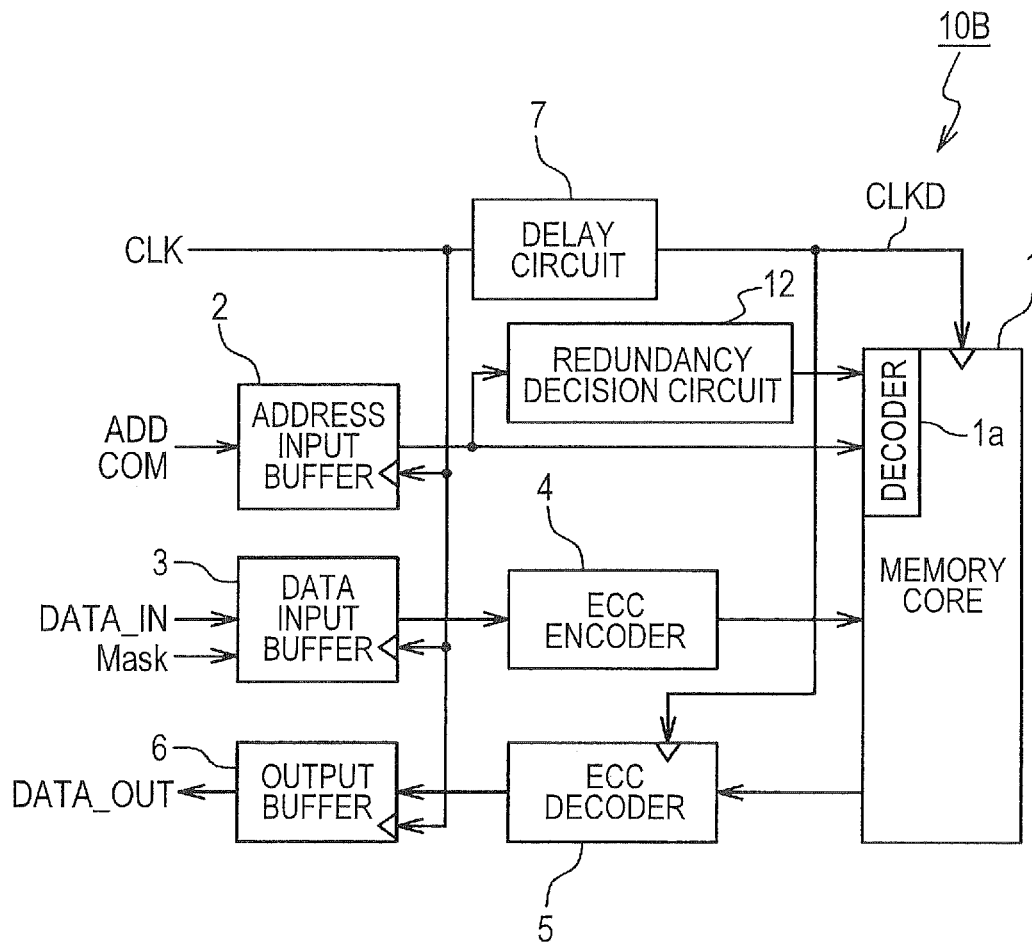 10B
7
CLKD
CLK
DELAY
CIRCUIT
1
12
2
REDUNDANCY
DECISION CIRCUIT
DECODER
1a
ADD
COM
ADDRESS
INPUT
BUFFER
4
3
DATA_IN
Mask
DATA
INPUT
BUFFER
ECC
ENCODER
MEMORY
CORE
6
DATA_OUT
OUTPUT
BUFFER
ECC
DECODER
5